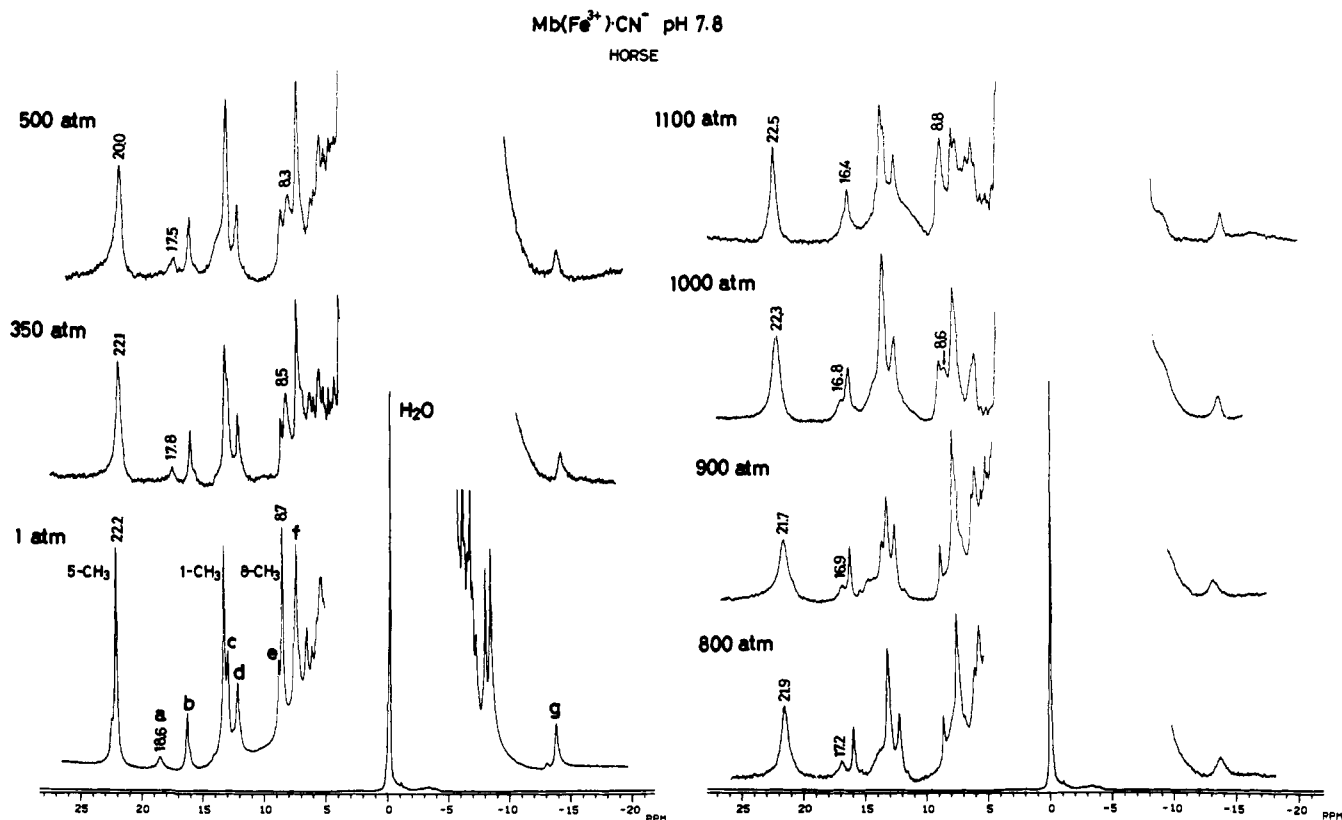 Mb(Fe³⁺)·CN⁻ pH 7.8
HORSE
500 atm
20.0
17.5
8.3
350 atm
22.1
17.8
8.5
H₂O
1 atm
22.2
5-CH₃
18.6 a
b
1-CH₃
c
d
8-CH₃
e
8.7
f
g
25 20 15 10 5 0 -5 -10 -15 -20 PPM
1100 atm
22.5
16.4
8.8
1000 atm
22.3
16.8
8.6
900 atm
21.7
16.9
800 atm
21.9
17.2
25 20 15 10 5 0 -5 -10 -15 -20 PPM